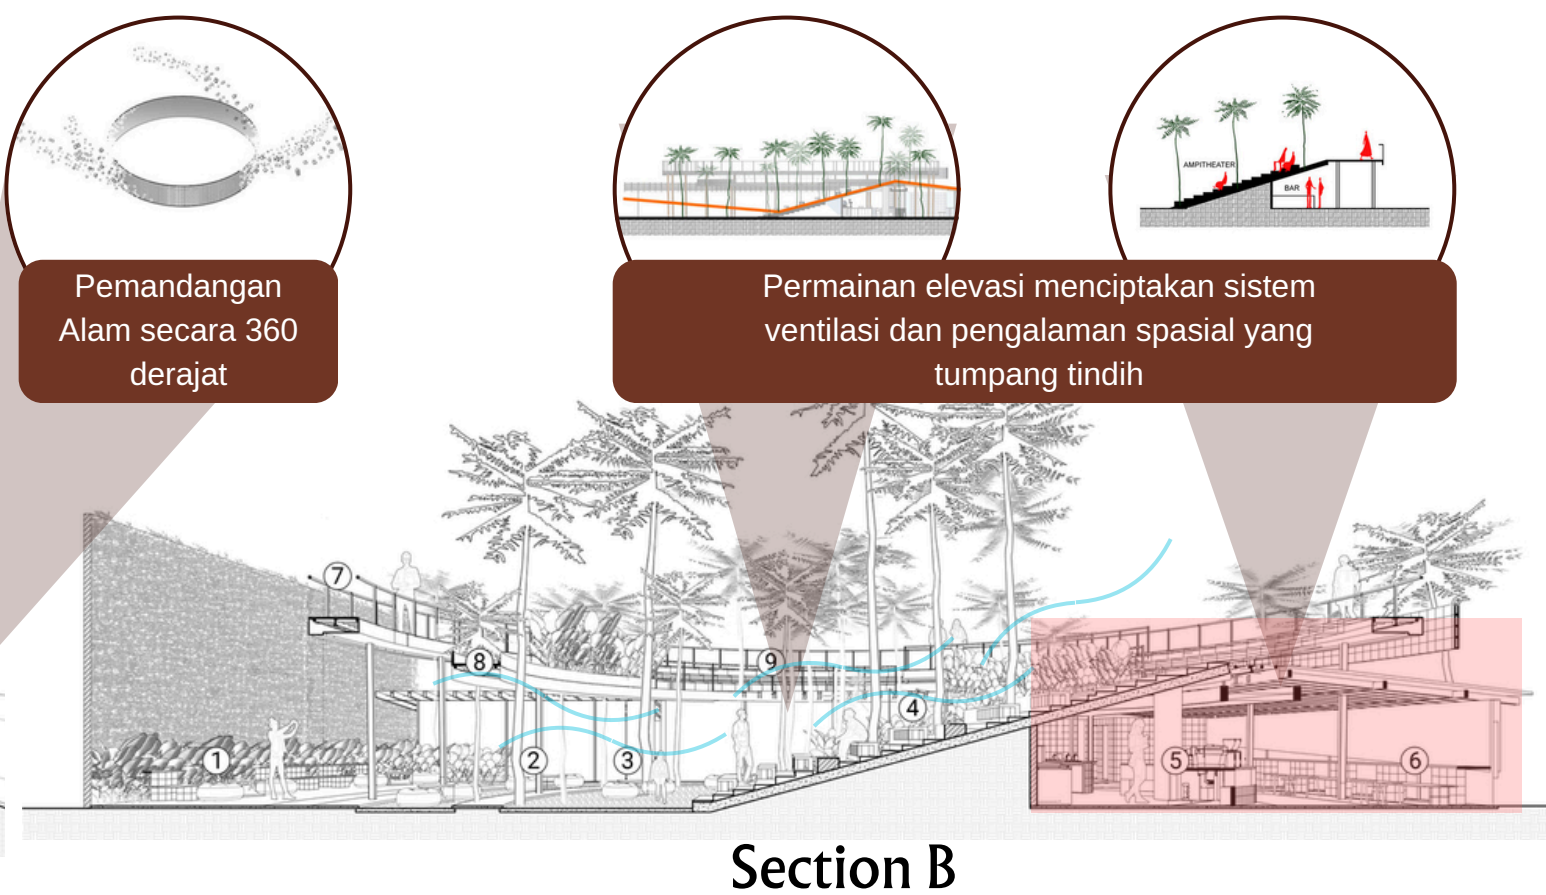 AMPITHEATER
BAR
Pemandangan
Alam secara 360
derajat
Permainan elevasi menciptakan sistem
ventilasi dan pengalaman spasial yang
tumpang tindih
7
8
9
4
1
2
3
5
6
Section B